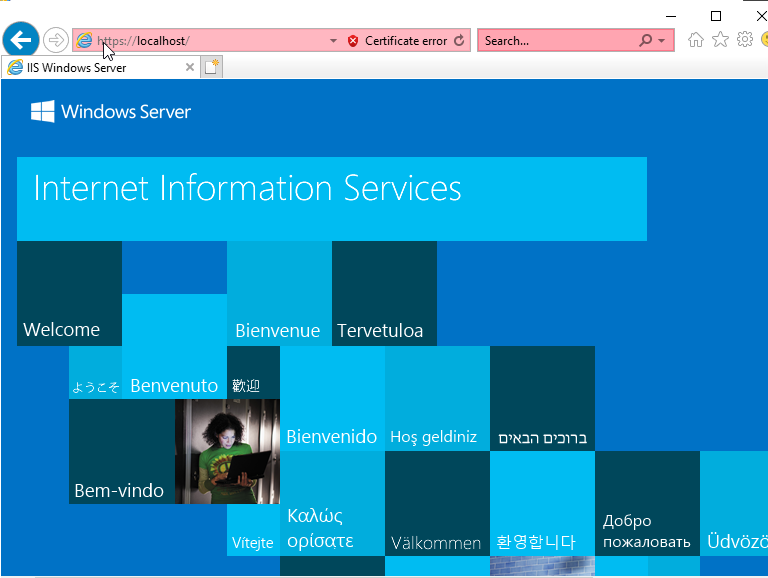 https://localhost/
Certificate error
Search...
IIS Windows Server
Windows Server
Internet Information Services
Welcome
Bienvenue
Tervetuloa
ようこそ
Benvenuto
歡迎
Bienvenido
Hoş geldiniz
ברוכים הבאים
Bem-vindo
Vítejte
Καλώς
ορίσατε
Välkommen
환영합니다
Добро
пожаловать
Üdvözö